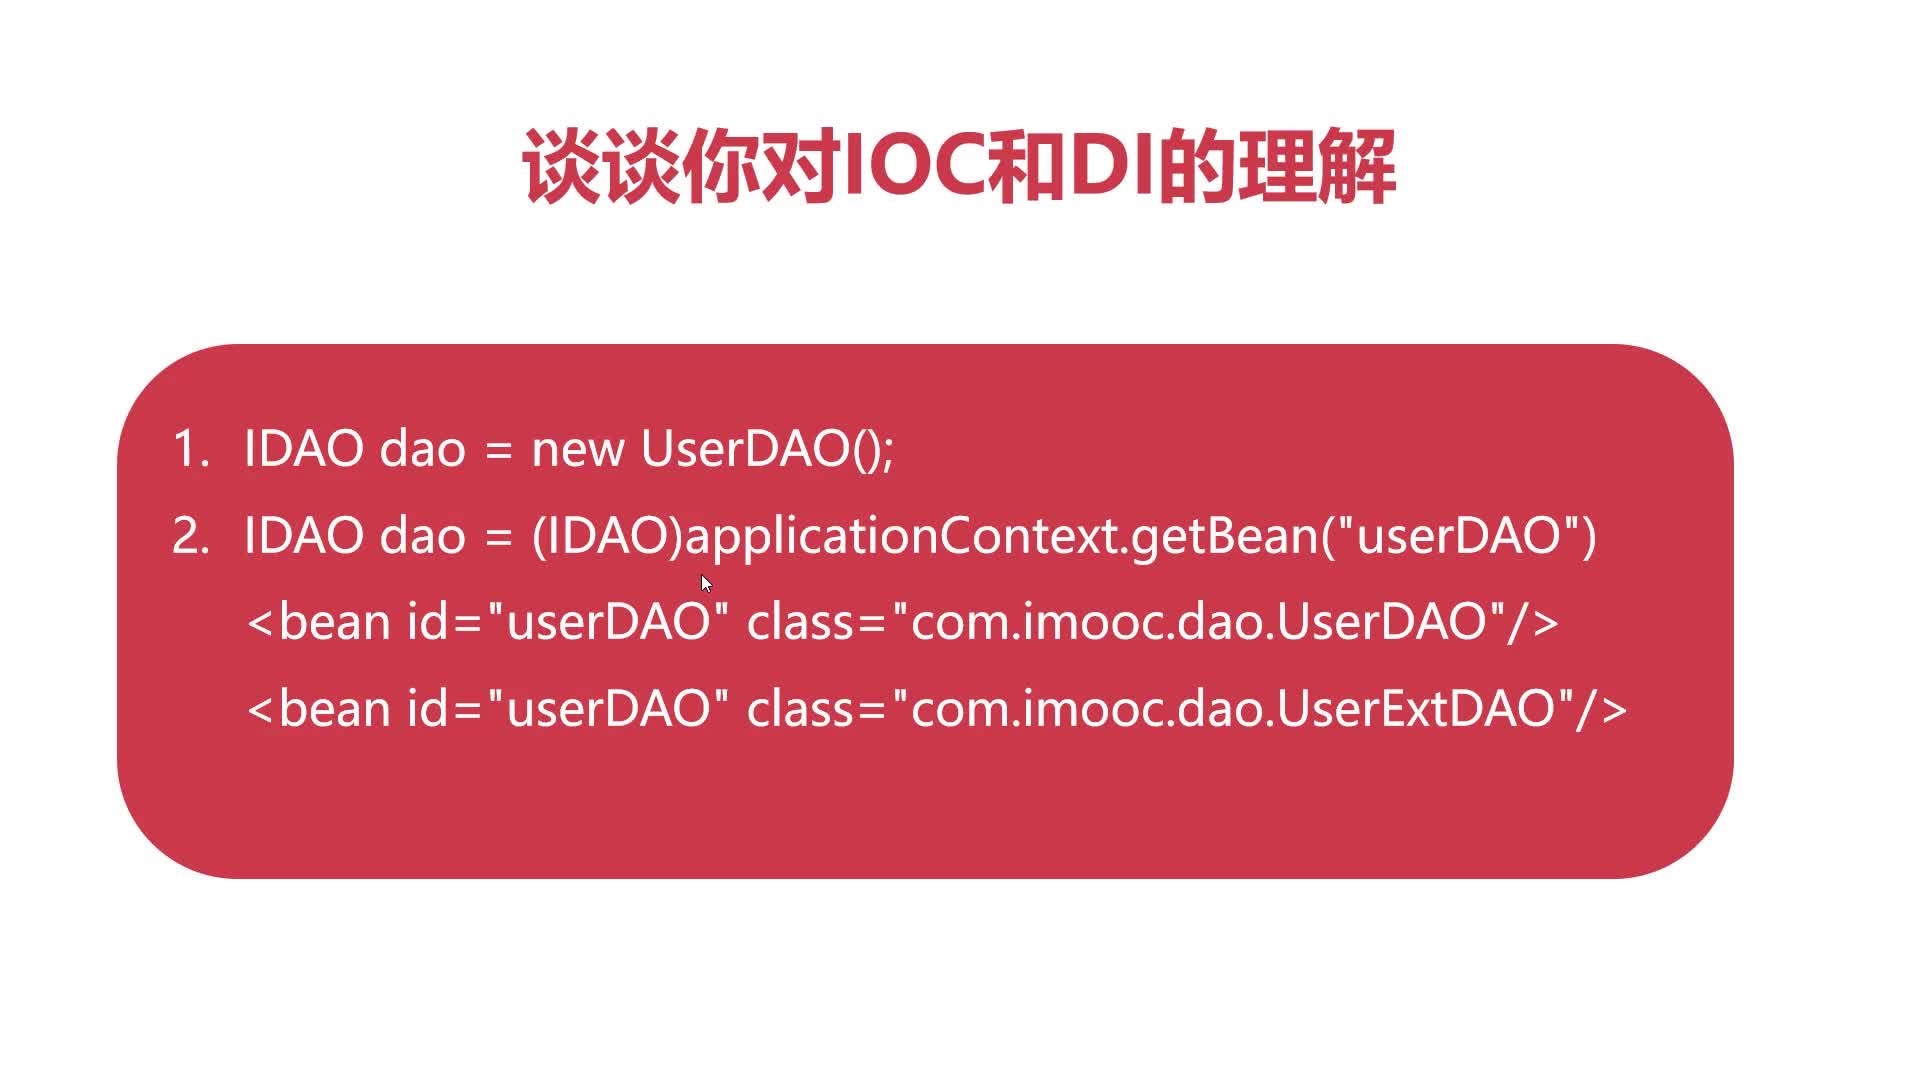 谈谈你对IOC和DI的理解
1. IDAO dao = new UserDAO();
2. IDAO dao = (IDAO)applicationContext.getBean("userDAO")
<bean id="userDAO" class="com.imooc.dao.UserDAO"/>
<bean id="userDAO" class="com.imooc.dao.UserExtDAO"/>